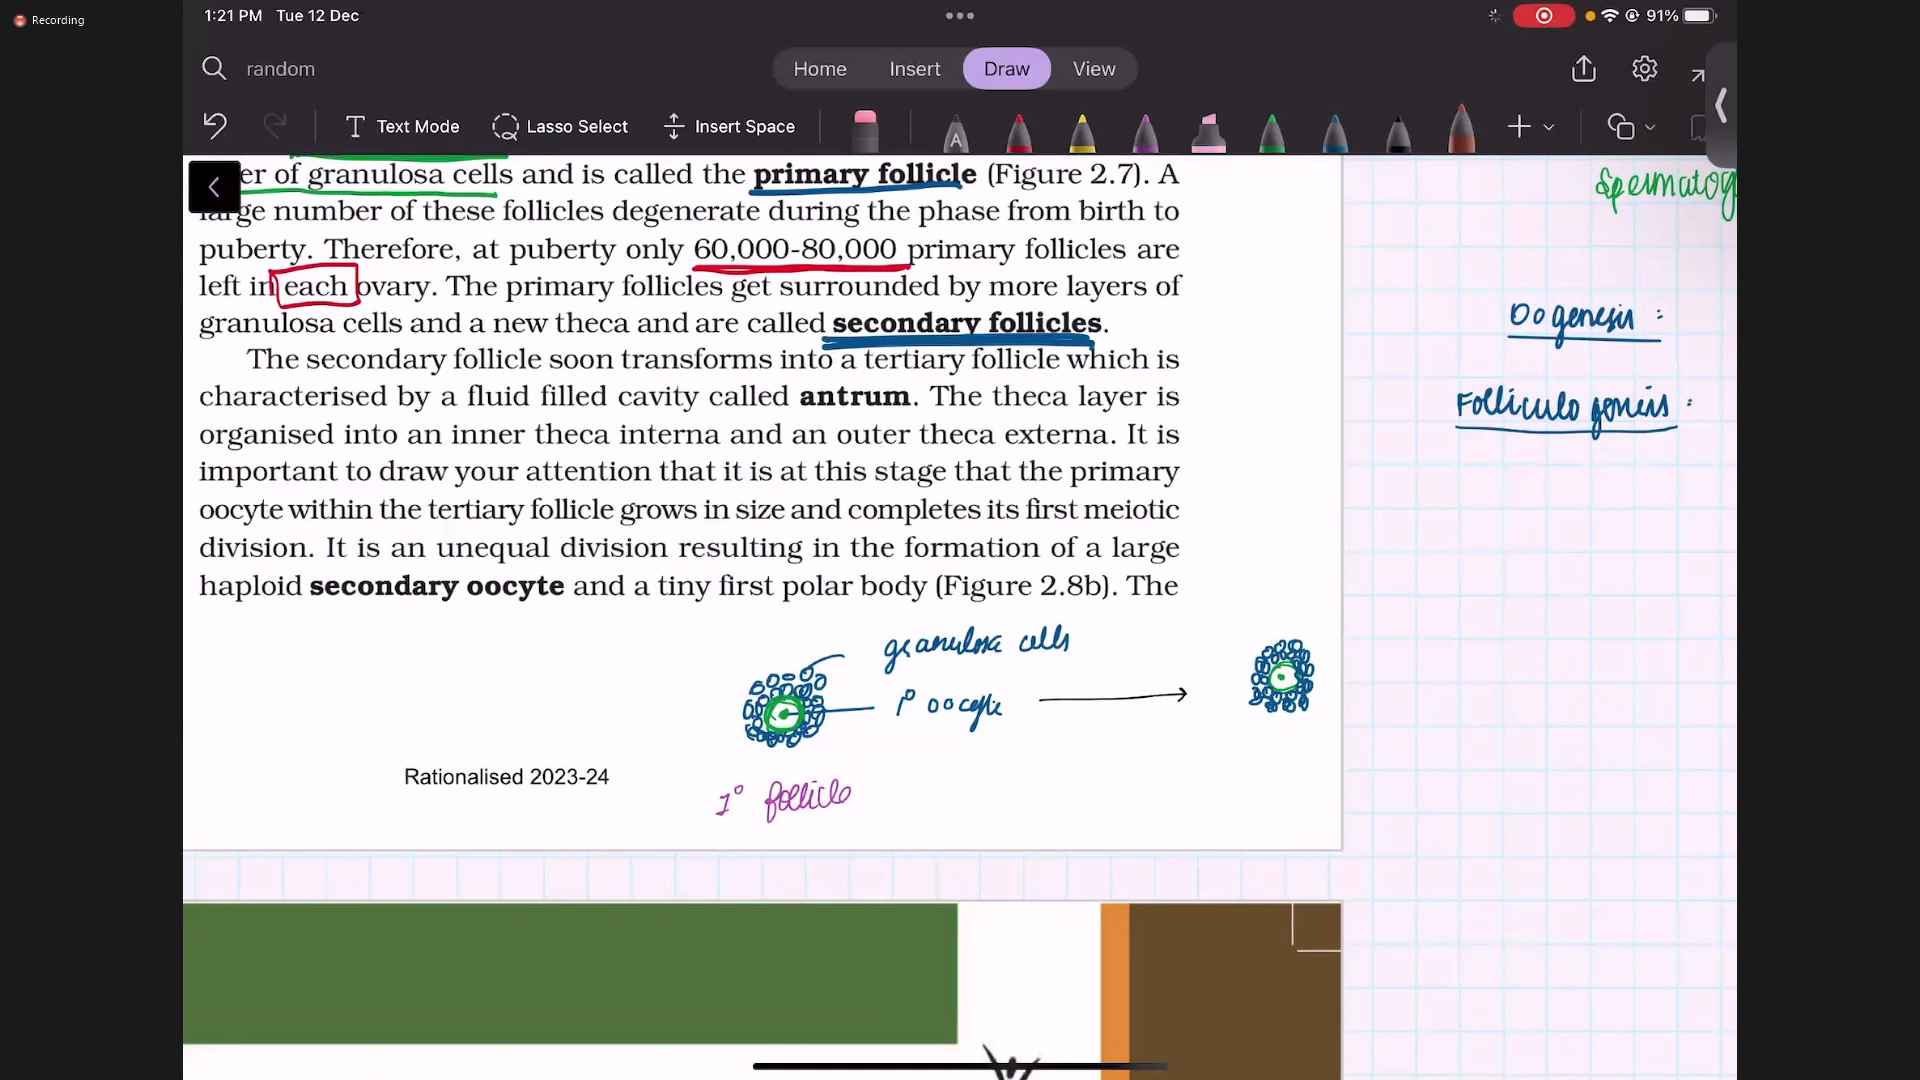 Recording
1:21 PM Tue 12 Dec
91%
random
Home Insert Draw View
Text Mode Lasso Select Insert Space
A
er of granulosa cells and is called the primary follicle (Figure 2.7). A
large number of these follicles degenerate during the phase from birth to
puberty. Therefore, at puberty only 60,000-80,000 primary follicles are
left in each ovary. The primary follicles get surrounded by more layers of
granulosa cells and a new theca and are called secondary follicles.
The secondary follicle soon transforms into a tertiary follicle which is
characterised by a fluid filled cavity called antrum. The theca layer is
organised into an inner theca interna and an outer theca externa. It is
important to draw your attention that it is at this stage that the primary
oocyte within the tertiary follicle grows in size and completes its first meiotic
division. It is an unequal division resulting in the formation of a large
haploid secondary oocyte and a tiny first polar body (Figure 2.8b). The
granulosa cells
1° oocyte
Rationalised 2023-24
1° follicle
Spermatog
Oogenesis :
Folliculogenesis :